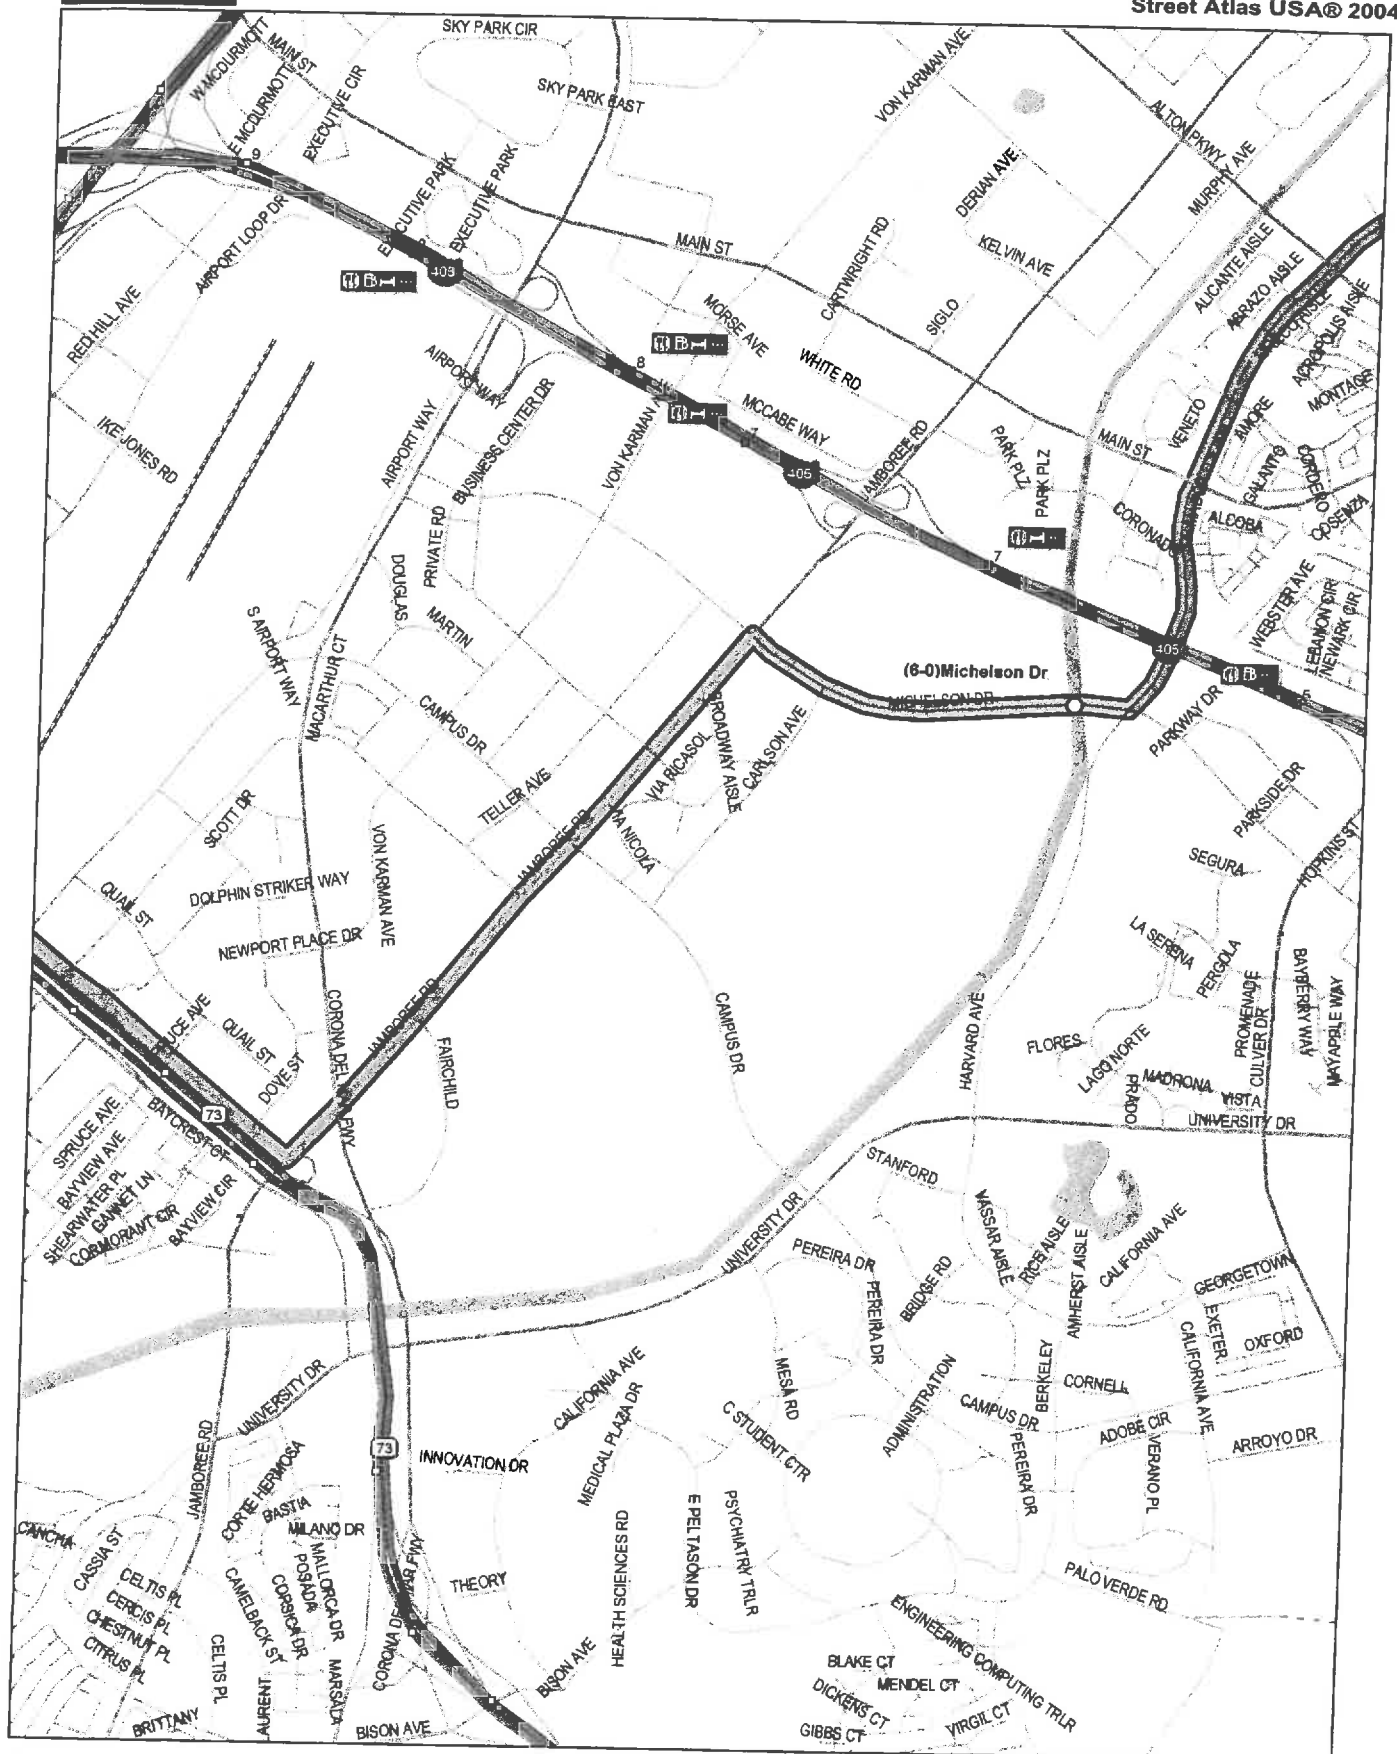 Street Atlas USA® 2004
SKY PARK CIR
W MCDURMOTT
MAIN ST
E MCDURMOTT
EXECUTIVE CIR
SKY PARK EAST
VON KARMAN AVE
ALTON PKWY
MURPHY AVE
9
EXECUTIVE PARK
EXECUTIVE PARK
DERIAN AVE
AIRPORT LOOP DR
MAIN ST
CARTWRIGHT RD
KELVIN AVE
ALICANTE AISLE
ABRAZO AISLE
405
RED HILL AVE
MORSE AVE
SIGLO
ACROPOLIS AISLE
AIRPORT WAY
8
WHITE RD
MONTAGE
IKE JONES RD
AIRPORT WAY
BUSINESS CENTER DR
VON KARMAN
MCCABE WAY
JAMBOREE RD
PARK PLZ
PARK PLZ
MAIN ST
VENETO
AMORE
GALANTO
CORDERO
COSENZA
405
PRIVATE RD
CORONADO
ALCOBA
DOUGLAS
7
MARTIN
WEBSTER AVE
LEBANON CIR
NEWARK CIR
S AIRPORT WAY
MACARTHUR CT
405
(6-0)Michelson Dr
MICHELSON DR
CAMPUS DR
BROADWAY AISLE
CARLSON AVE
PARKWAY DR
VIA RICASOL
TELLER AVE
SCOTT DR
JAMBOREE RD
PARKSIDE DR
VON KARMAN AVE
SEGURA
HOPKINS ST
QUAIL ST
DOLPHIN STRIKER WAY
NEWPORT PLACE DR
LA SERENA
PERGOLA
CAMPUS DR
HARVARD AVE
PROMENADE
CULVER DR
BAYBERRY WAY
MAYAPPLE WAY
QUAIL ST
DOVE ST
JAMBOREE RD
FAIRCHILD
FLORES
LAGO NORTE
PRADO
MADRONA
VISTA
UNIVERSITY DR
73
BAYCREST CT
SPRUCE AVE
BAYVIEW AVE
SHEARWATER PL
GANNET LN
CORMORANT CIR
BAYVIEW CIR
STANFORD
VASSAR AISLE
RICE AISLE
AMHERST AISLE
CALIFORNIA AVE
UNIVERSITY DR
PEREIRA DR
PEREIRA DR
BRIDGE RD
GEORGETOWN
EXETER
OXFORD
CALIFORNIA AVE
BERKELEY
CORNELL
UNIVERSITY DR
CALIFORNIA AVE
MEDICAL PLAZA DR
MESA RD
C STUDENT CTR
ADMINISTRATION
CAMPUS DR
PEREIRA DR
ADOBE CIR
VERANO PL
ARROYO DR
73
INNOVATION DR
JAMBOREE RD
CORTE HERMOSA
BASTIA
MILANO DR
CANCHA
CASSIA ST
CELTIS PL
CERCIS PL
CHESTNUT PL
CITRUS PL
CELTIS PL
CAMELBACK ST
CORSICA DR
POSADA
MALLORCA DR
THEORY
HEALTH SCIENCES RD
E PELTASON DR
PSYCHIATRY TRLR
PALO VERDE RD
ENGINEERING COMPUTING TRLR
BISON AVE
BLAKE CT
MENDEL CT
DICKENS CT
VIRGIL CT
GIBBS CT
MARSALA
BRITTANY
BISON AVE